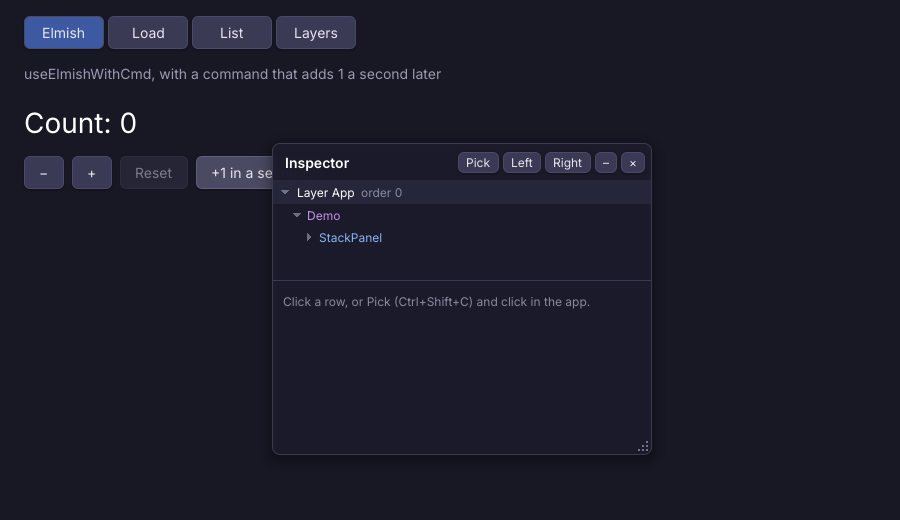 Elmish Load List Layers
useElmishWithCmd, with a command that adds 1 a second later
Count: 0
− + Reset +1 in a se
Inspector Pick Left Right − ×
Layer App order 0
Demo
StackPanel
Click a row, or Pick (Ctrl+Shift+C) and click in the app.